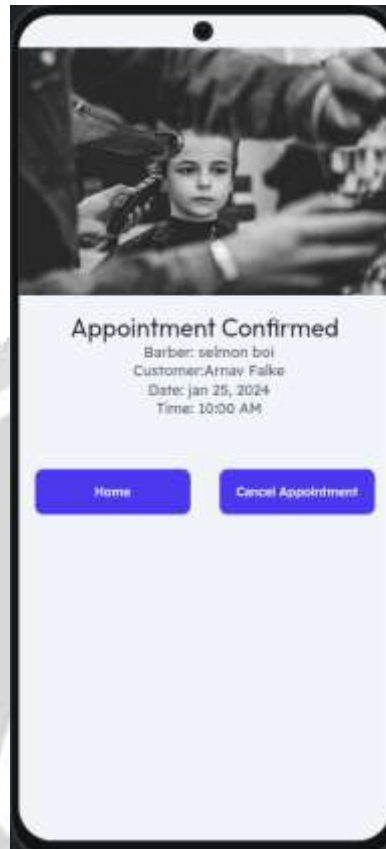 Appointment Confirmed
Barber: selmon boi
Customer:Arnav Falke
Date: jan 25, 2024
Time: 10:00 AM
Home
Cancel Appointment